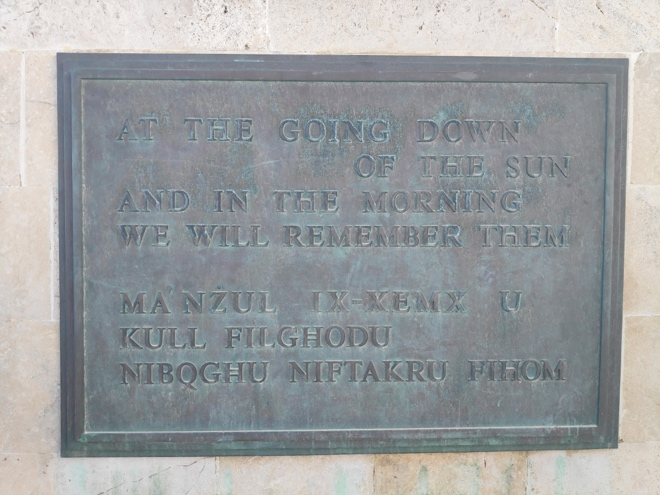 AT THE GOING DOWN
OF THE SUN
AND IN THE MORNING
WE WILL REMEMBER THEM
MA NŻUL IX-XEMX U
KULL FILGHODU
NIBQGHU NIFTAKRU FIHOM